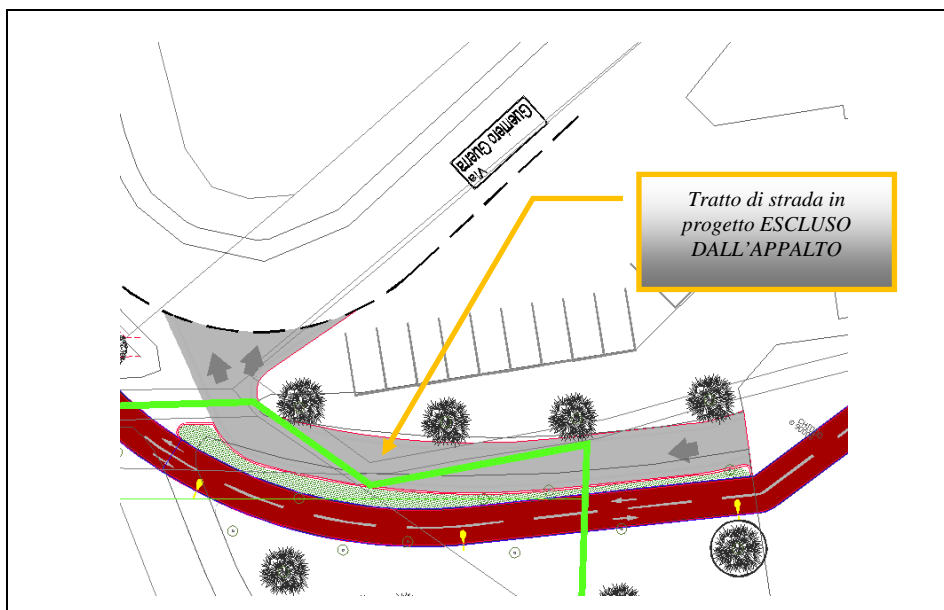 Via
Guerriero Guerra
Tratto di strada in
progetto ESCLUSO
DALL'APPALTO